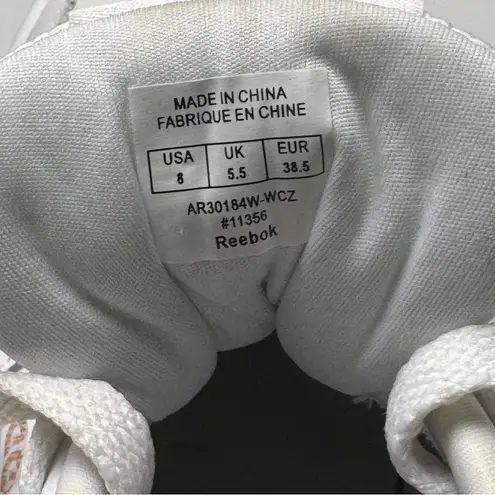 MADE IN CHINA
FABRIQUE EN CHINE
USA UK EUR
8 5.5 38.5
AR30184W-WCZ
#11356
Reebok